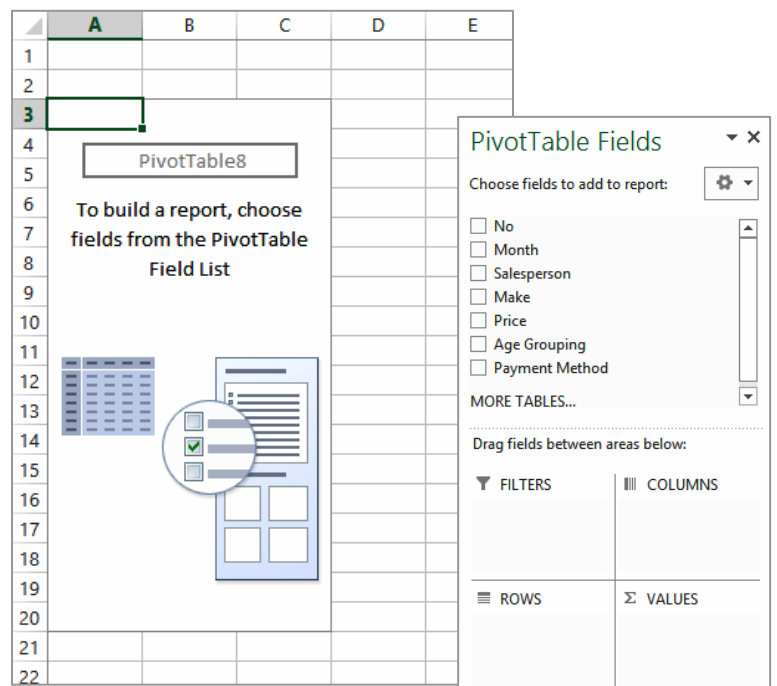 A B C D E
1
2
3
4
5
6
7
8
9
10
11
12
13
14
15
16
17
18
19
20
21
22
PivotTable8
To build a report, choose
fields from the PivotTable
Field List
PivotTable Fields
Choose fields to add to report:
No
Month
Salesperson
Make
Price
Age Grouping
Payment Method
MORE TABLES...
Drag fields between areas below:
FILTERS
COLUMNS
ROWS
Σ VALUES